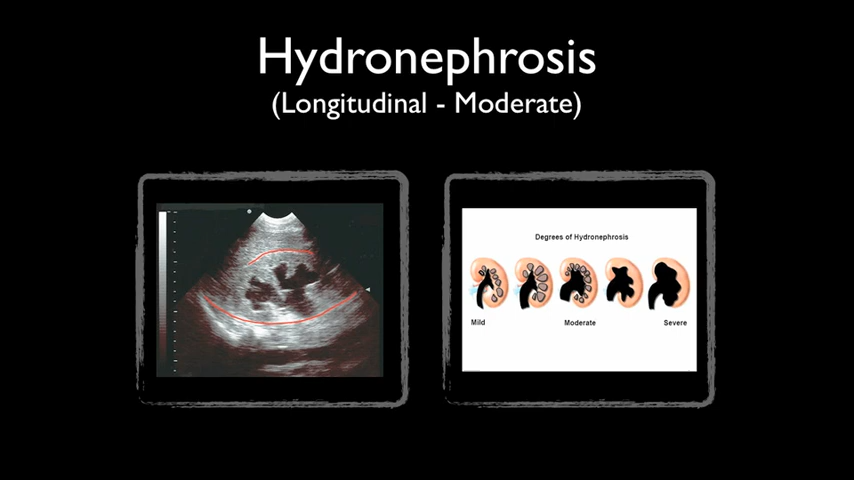 Hydronephrosis
(Longitudinal - Moderate)
Degrees of Hydronephrosis
Mild
Moderate
Severe